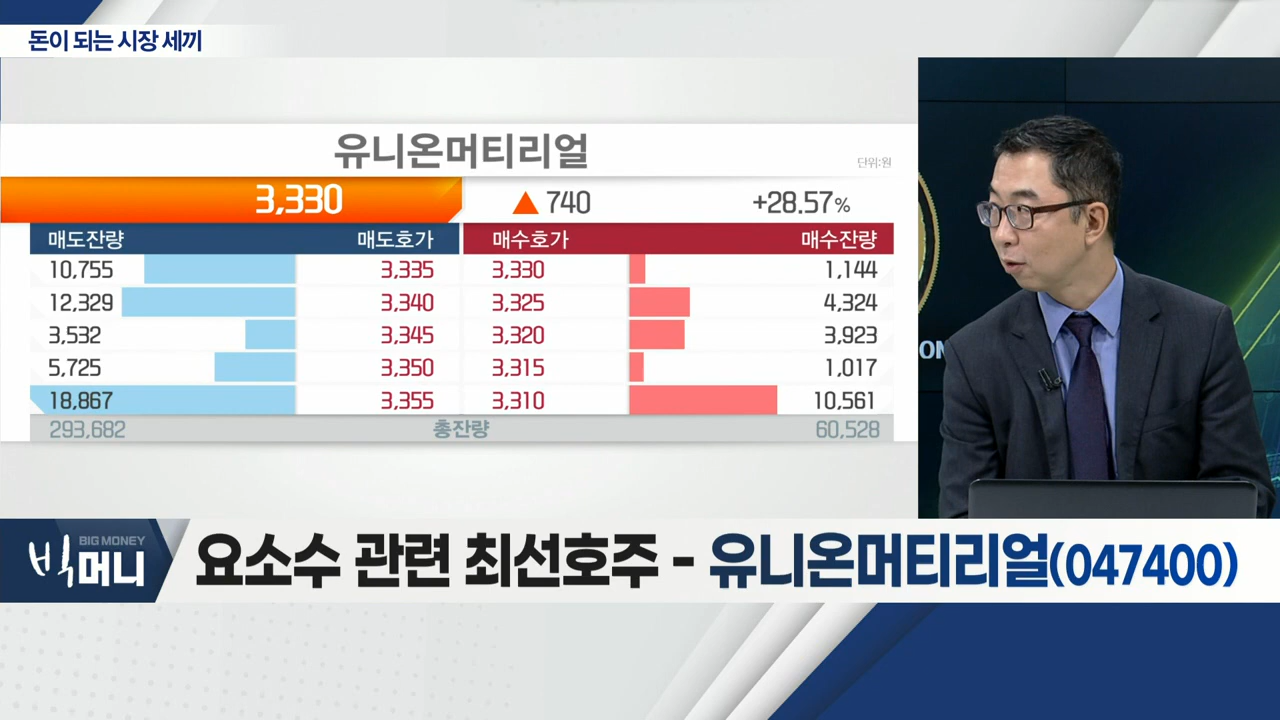 돈이 되는 시장 세끼
유니온머티리얼
단위:원
3,330 ▲ 740 +28.57%
매도잔량 매도호가 매수호가 매수잔량
10,755 3,335 3,330 1,144
12,329 3,340 3,325 4,324
3,532 3,345 3,320 3,923
5,725 3,350 3,315 1,017
18,867 3,355 3,310 10,561
293,682 총잔량 60,528
ON
BIG MONEY
빅머니
요소수 관련 최선호주 - 유니온머티리얼(047400)